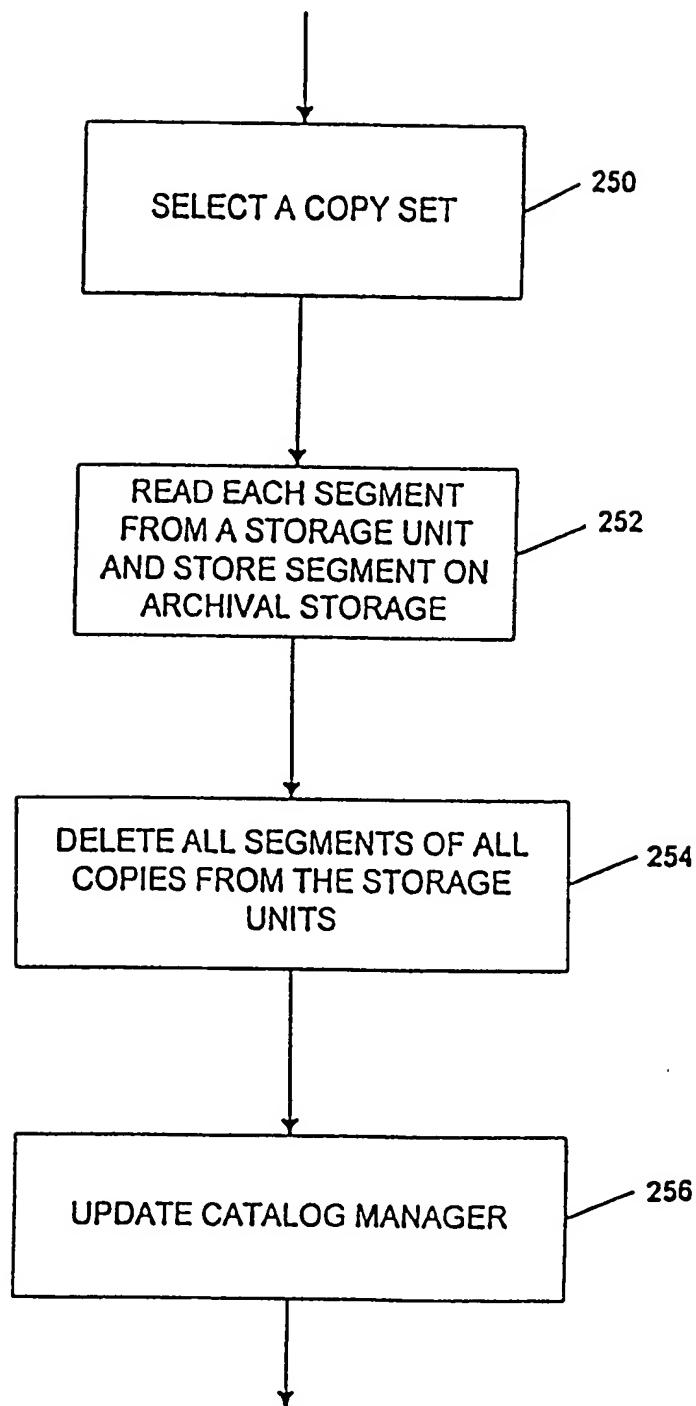 SELECT A COPY SET
250
READ EACH SEGMENT
FROM A STORAGE UNIT
AND STORE SEGMENT ON
ARCHIVAL STORAGE
252
DELETE ALL SEGMENTS OF ALL
COPIES FROM THE STORAGE
UNITS
254
UPDATE CATALOG MANAGER
256